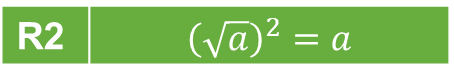 R2 (√a)² = a